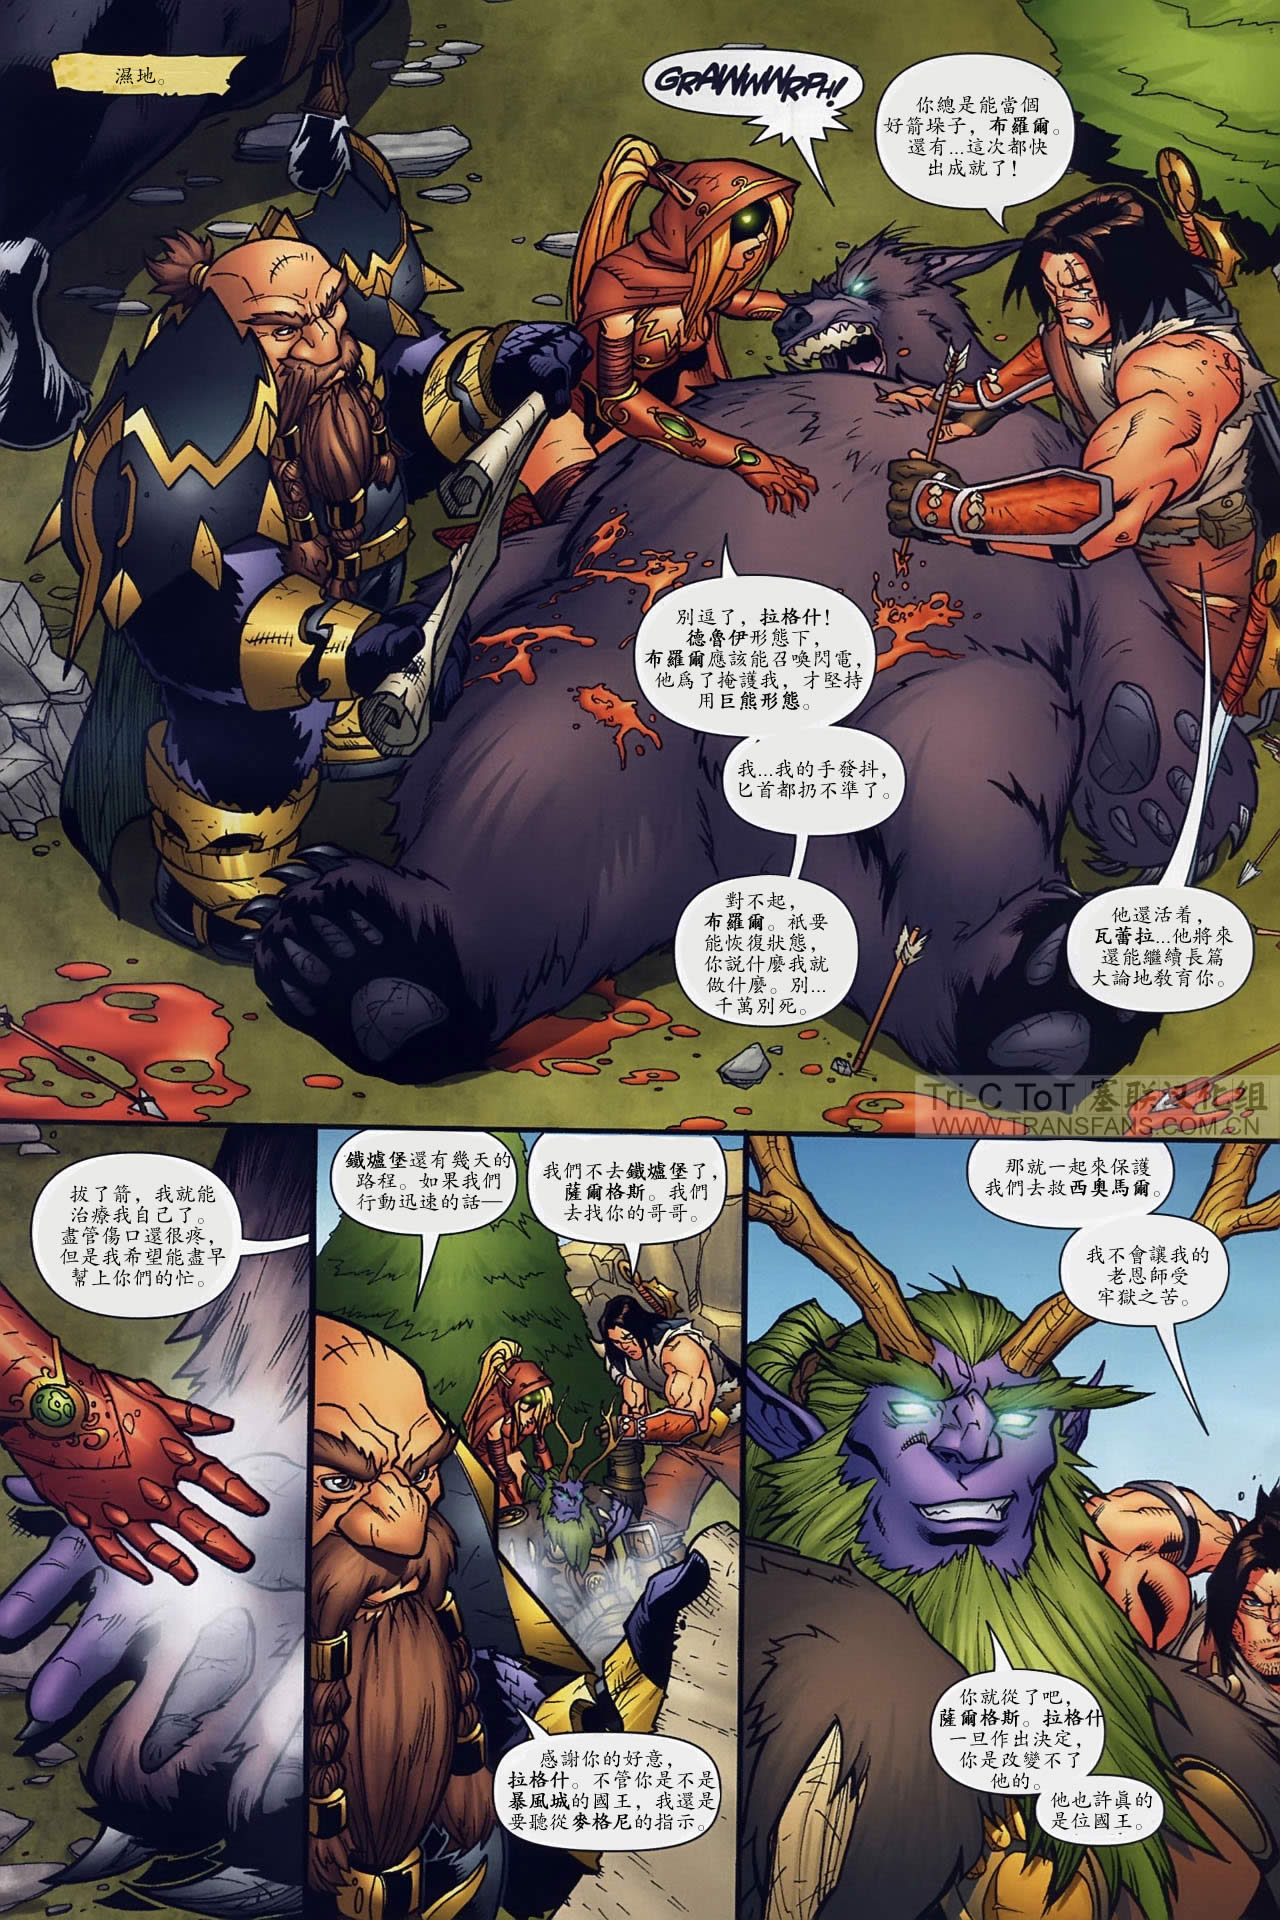 濕地。
GRAWWWRPH!
你總是能當個
好箭垛子，布羅爾。
還有...這次都快
出成就了！
別逗了，拉格什！
德魯伊形態下，
布羅爾應該能召喚閃電，
他爲了掩護我，才堅持
用巨熊形態。
我...我的手發抖，
匕首都扔不準了。
對不起，
布羅爾。衹要
能恢復狀態，
你説什麼我就
做什麼。別...
千萬別死。
他還活着，
瓦蕾拉...他將來
還能繼續長篇
大論地教育你。
Tri-C ToT 塞联汉化组
WWW.TRANSFANS.COM.CN
拔了箭，我就能
治療我自己了。
盡管傷口還很疼，
但是我希望能盡早
幫上你們的忙。
鐵爐堡還有幾天的
路程。如果我們
行動迅速的話—
我們不去鐵爐堡了，
薩爾格斯。我們
去找你的哥哥。
感謝你的好意，
拉格什。不管你是不是
暴風城的國王，我還是
要聽從麥格尼的指示。
那就一起來保護
我們去救西奧馬爾。
我不會讓我的
老恩師受
牢獄之苦。
你就從了吧，
薩爾格斯。拉格什
一旦作出決定，
你是改變不了
他的。
他也許眞的
是位國王。